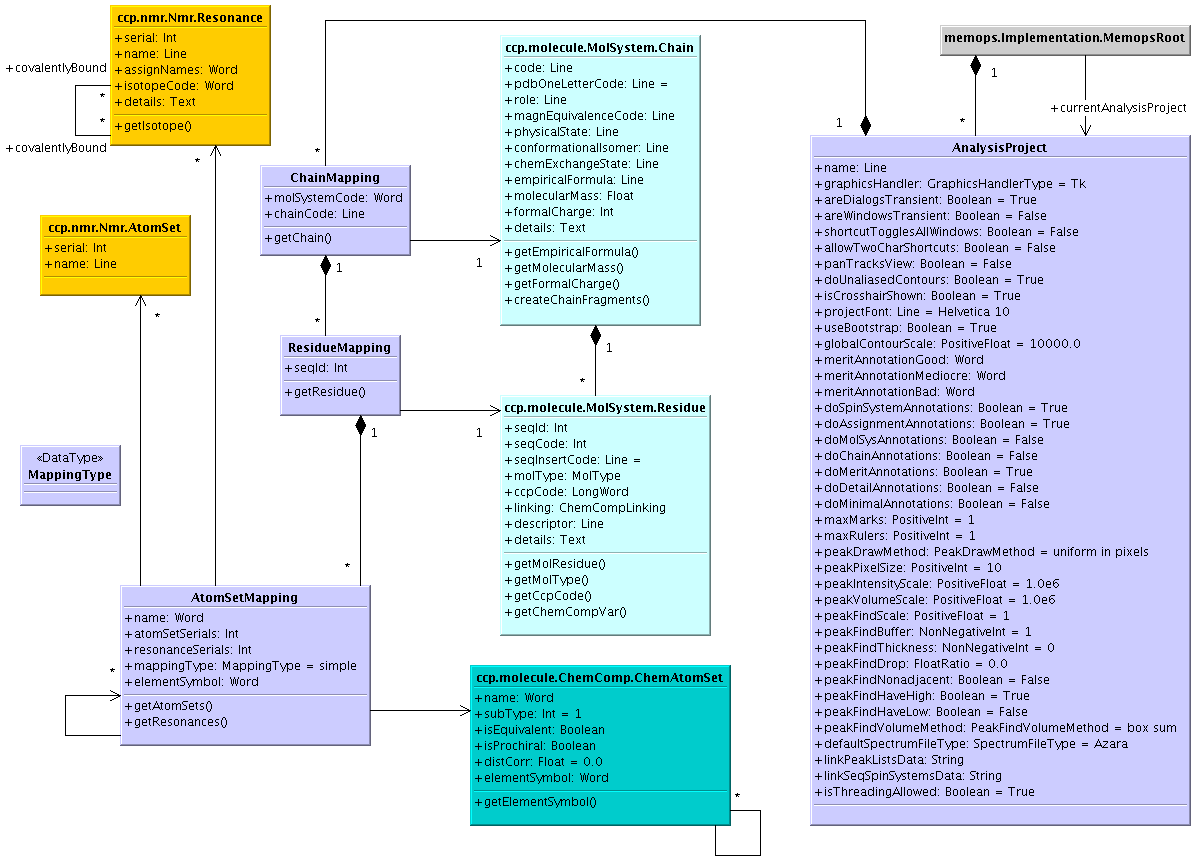 ccp.nmr.Nmr.Resonance
+serial: Int
+name: Line
+assignNames: Word
+isotopeCode: Word
+details: Text
+getIsotope()
+covalentlyBound
*
*
+covalentlyBound
*
ccp.nmr.Nmr.AtomSet
+serial: Int
+name: Line
*
ChainMapping
+molSystemCode: Word
+chainCode: Line
+getChain()
*
1
1
*
ResidueMapping
+seqId: Int
+getResidue()
1
1
*
«DataType»
MappingType
AtomSetMapping
+name: Word
+atomSetSerials: Int
+resonanceSerials: Int
+mappingType: MappingType = simple
+elementSymbol: Word
+getAtomSets()
+getResonances()
*
ccp.molecule.MolSystem.Chain
+code: Line
+pdbOneLetterCode: Line =
+role: Line
+magnEquivalenceCode: Line
+physicalState: Line
+conformationalIsomer: Line
+chemExchangeState: Line
+empiricalFormula: Line
+molecularMass: Float
+formalCharge: Int
+details: Text
+getEmpiricalFormula()
+getMolecularMass()
+getFormalCharge()
+createChainFragments()
1
*
ccp.molecule.MolSystem.Residue
+seqId: Int
+seqCode: Int
+seqInsertCode: Line =
+molType: MolType
+ccpCode: LongWord
+linking: ChemCompLinking
+descriptor: Line
+details: Text
+getMolResidue()
+getMolType()
+getCcpCode()
+getChemCompVar()
ccp.molecule.ChemComp.ChemAtomSet
+name: Word
+subType: Int = 1
+isEquivalent: Boolean
+isProchiral: Boolean
+distCorr: Float = 0.0
+elementSymbol: Word
+getElementSymbol()
*
memops.Implementation.MemopsRoot
1
+currentAnalysisProject
1
*
AnalysisProject
+name: Line
+graphicsHandler: GraphicsHandlerType = Tk
+areDialogsTransient: Boolean = True
+areWindowsTransient: Boolean = False
+shortcutTogglesAllWindows: Boolean = False
+allowTwoCharShortcuts: Boolean = False
+panTracksView: Boolean = False
+doUnaliasedContours: Boolean = True
+isCrosshairShown: Boolean = True
+projectFont: Line = Helvetica 10
+useBootstrap: Boolean = True
+globalContourScale: PositiveFloat = 10000.0
+meritAnnotationGood: Word
+meritAnnotationMediocre: Word
+meritAnnotationBad: Word
+doSpinSystemAnnotations: Boolean = True
+doAssignmentAnnotations: Boolean = True
+doMolSysAnnotations: Boolean = False
+doChainAnnotations: Boolean = False
+doMeritAnnotations: Boolean = True
+doDetailAnnotations: Boolean = False
+doMinimalAnnotations: Boolean = False
+maxMarks: PositiveInt = 1
+maxRulers: PositiveInt = 1
+peakDrawMethod: PeakDrawMethod = uniform in pixels
+peakPixelSize: PositiveInt = 10
+peakIntensityScale: PositiveFloat = 1.0e6
+peakVolumeScale: PositiveFloat = 1.0e6
+peakFindScale: PositiveFloat = 1
+peakFindBuffer: NonNegativeInt = 1
+peakFindThickness: NonNegativeInt = 0
+peakFindDrop: FloatRatio = 0.0
+peakFindNonadjacent: Boolean = False
+peakFindHaveHigh: Boolean = True
+peakFindHaveLow: Boolean = False
+peakFindVolumeMethod: PeakFindVolumeMethod = box sum
+defaultSpectrumFileType: SpectrumFileType = Azara
+linkPeakListsData: String
+linkSeqSpinSystemsData: String
+isThreadingAllowed: Boolean = True